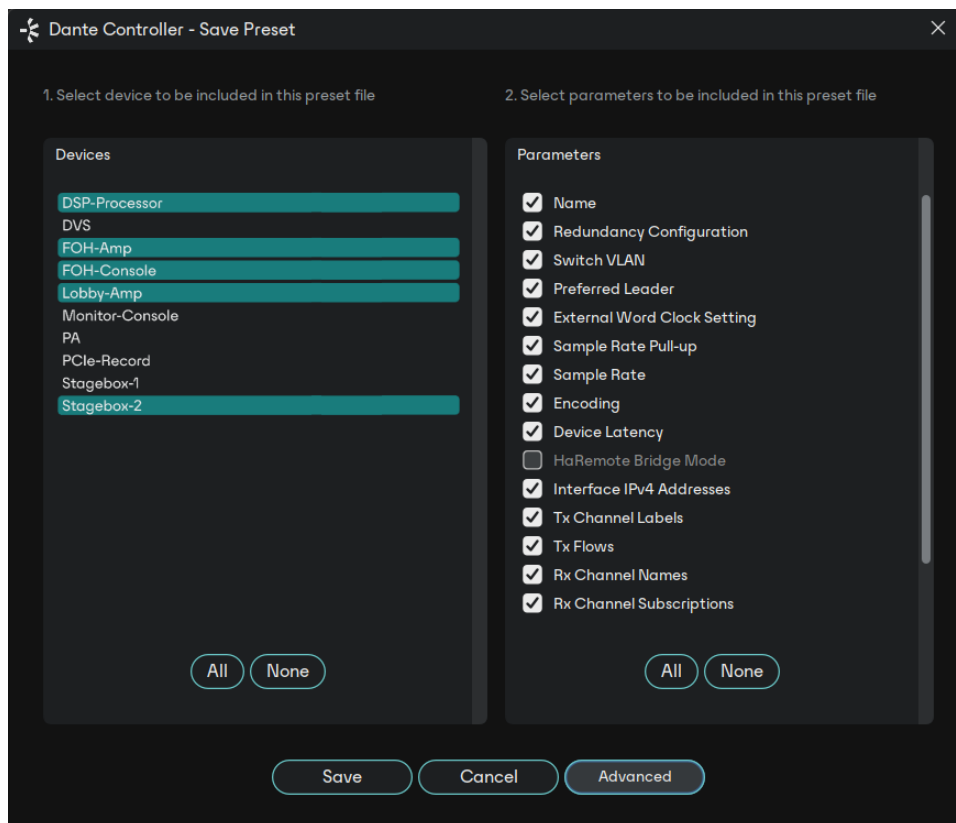 Dante Controller - Save Preset
1. Select device to be included in this preset file
2. Select parameters to be included in this preset file
Devices
DSP-Processor
DVS
FOH-Amp
FOH-Console
Lobby-Amp
Monitor-Console
PA
PCIe-Record
Stagebox-1
Stagebox-2
All
None
Parameters
Name
Redundancy Configuration
Switch VLAN
Preferred Leader
External Word Clock Setting
Sample Rate Pull-up
Sample Rate
Encoding
Device Latency
HaRemote Bridge Mode
Interface IPv4 Addresses
Tx Channel Labels
Tx Flows
Rx Channel Names
Rx Channel Subscriptions
All
None
Save
Cancel
Advanced